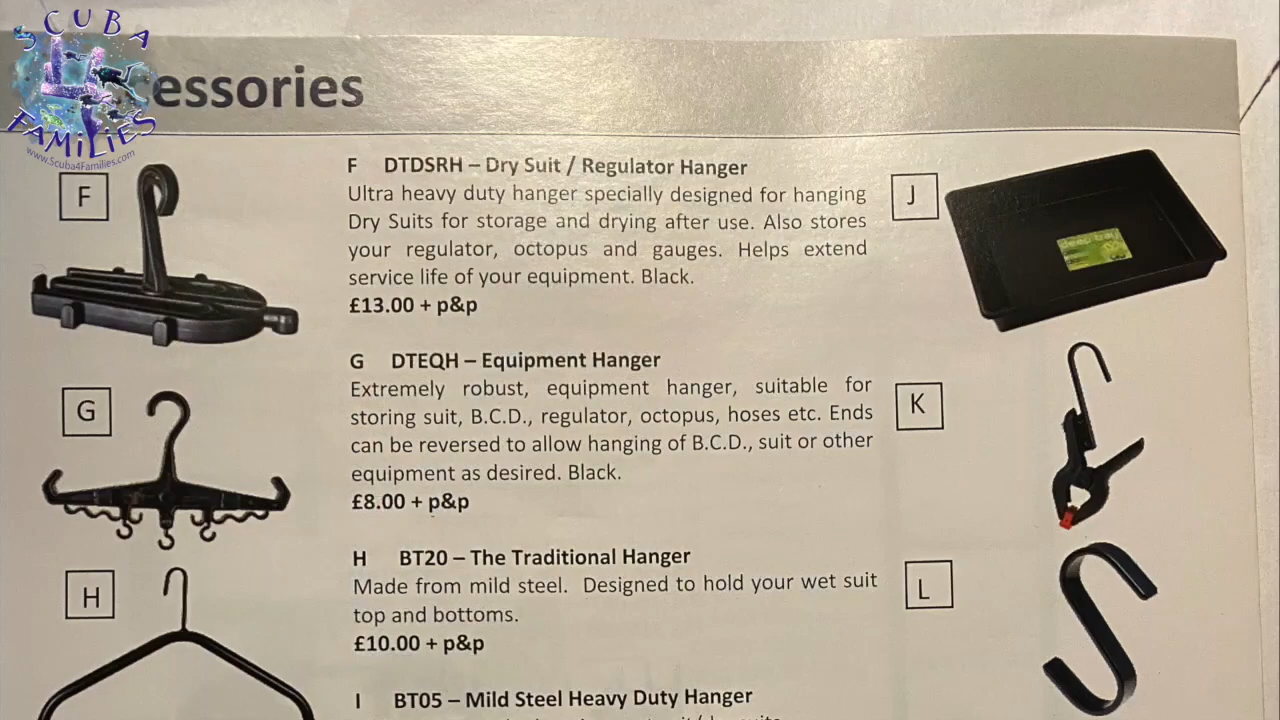 SCUBA
4
FAMiLiES
www.Scuba4Families.com
essories
F DTDSRH – Dry Suit / Regulator Hanger
Ultra heavy duty hanger specially designed for hanging
Dry Suits for storage and drying after use. Also stores
your regulator, octopus and gauges. Helps extend
service life of your equipment. Black.
£13.00 + p&p
F
G DTEQH – Equipment Hanger
Extremely robust, equipment hanger, suitable for
storing suit, B.C.D., regulator, octopus, hoses etc. Ends
can be reversed to allow hanging of B.C.D., suit or other
equipment as desired. Black.
£8.00 + p&p
G
H BT20 – The Traditional Hanger
Made from mild steel. Designed to hold your wet suit
top and bottoms.
£10.00 + p&p
H
I BT05 – Mild Steel Heavy Duty Hanger
J
deep tray
K
L